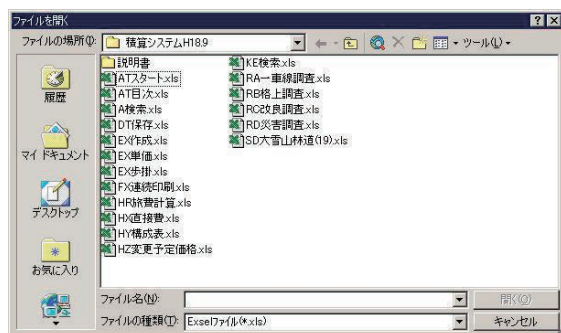 ファイルを開く
ファイルの場所(I): 積算システムH18.9 ツール(L)
説明書
ATスタート.xls
AT目次.xls
A検索.xls
DT保存.xls
EX作成.xls
EX単価.xls
EX歩掛.xls
FX連続印刷.xls
HR旅費計算.xls
HX直接費.xls
HY構成表.xls
HZ変更予定価格.xls
KE検索.xls
RA一車線調査.xls
RB格上調査.xls
RC改良調査.xls
RD災害調査.xls
SD大雪山林道(19).xls
履歴
マイ ドキュメント
デスクトップ
お気に入り
ファイル名(N): 開く(O)
ファイルの種類(T): Exselファイル(*.xls) キャンセル